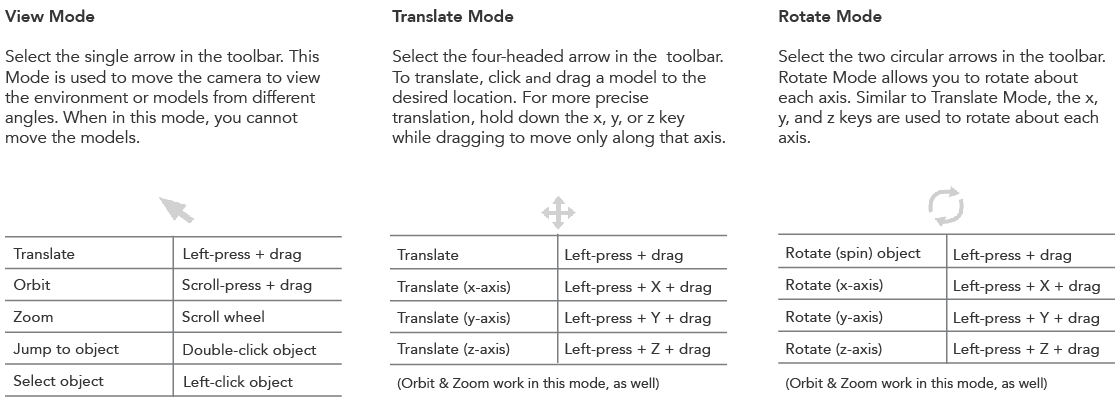 View Mode
Select the single arrow in the toolbar. This
Mode is used to move the camera to view
the environment or models from different
angles. When in this mode, you cannot
move the models.
Translate Left-press + drag
Orbit Scroll-press + drag
Zoom Scroll wheel
Jump to object Double-click object
Select object Left-click object
Translate Mode
Select the four-headed arrow in the toolbar.
To translate, click and drag a model to the
desired location. For more precise
translation, hold down the x, y, or z key
while dragging to move only along that axis.
Translate Left-press + drag
Translate (x-axis) Left-press + X + drag
Translate (y-axis) Left-press + Y + drag
Translate (z-axis) Left-press + Z + drag
(Orbit & Zoom work in this mode, as well)
Rotate Mode
Select the two circular arrows in the toolbar.
Rotate Mode allows you to rotate about
each axis. Similar to Translate Mode, the x,
y, and z keys are used to rotate about each
axis.
Rotate (spin) object Left-press + drag
Rotate (x-axis) Left-press + X + drag
Rotate (y-axis) Left-press + Y + drag
Rotate (z-axis) Left-press + Z + drag
(Orbit & Zoom work in this mode, as well)